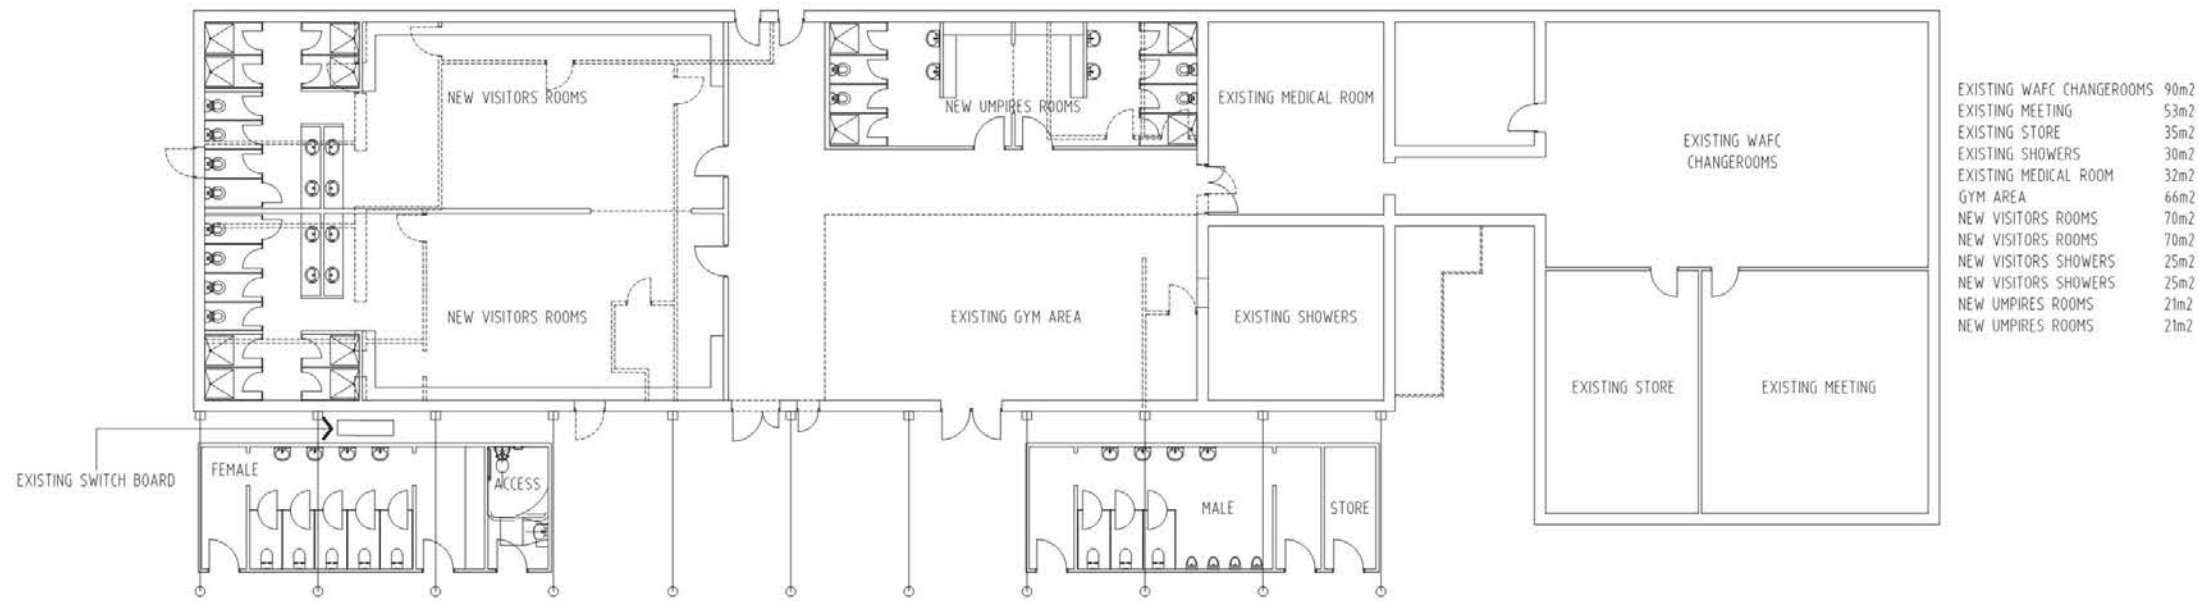 NEW VISITORS ROOMS
NEW UMPIRES ROOMS
EXISTING MEDICAL ROOM
EXISTING WAFC
CHANGEROOMS
NEW VISITORS ROOMS
EXISTING GYM AREA
EXISTING SHOWERS
EXISTING STORE
EXISTING MEETING
EXISTING SWITCH BOARD
FEMALE
ACCESS
MALE
STORE
EXISTING WAFC CHANGEROOMS 90m2
EXISTING MEETING 53m2
EXISTING STORE 35m2
EXISTING SHOWERS 30m2
EXISTING MEDICAL ROOM 32m2
GYM AREA 66m2
NEW VISITORS ROOMS 70m2
NEW VISITORS ROOMS 70m2
NEW VISITORS SHOWERS 25m2
NEW VISITORS SHOWERS 25m2
NEW UMPIRES ROOMS 21m2
NEW UMPIRES ROOMS 21m2